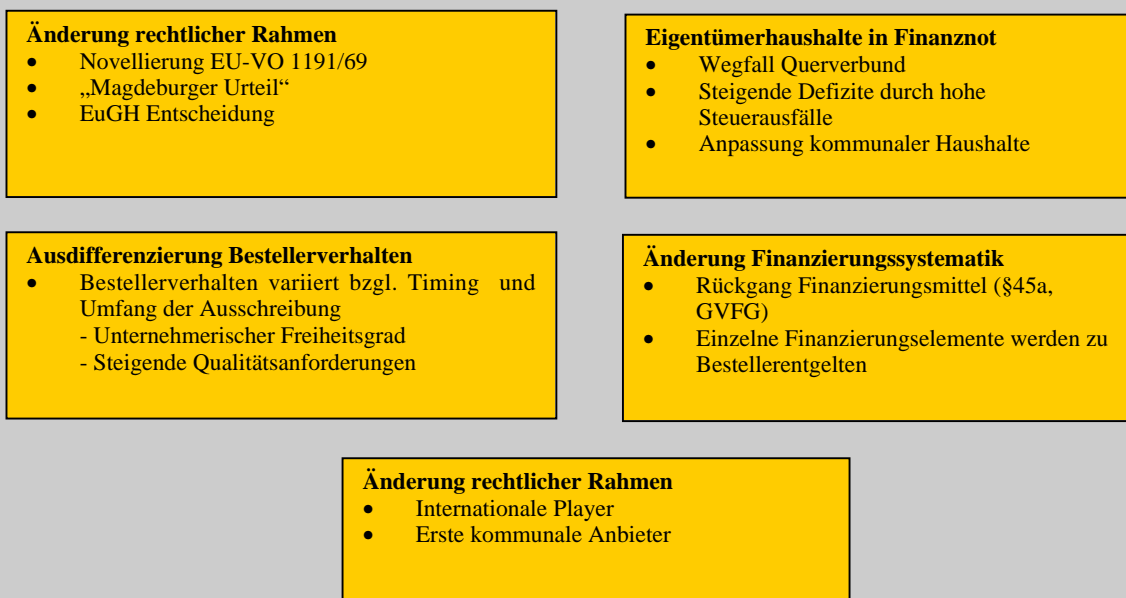 Änderung rechtlicher Rahmen
• Novellierung EU-VO 1191/69
• „Magdeburger Urteil“
• EuGH Entscheidung
Eigentümerhaushalte in Finanznot
• Wegfall Querverbund
• Steigende Defizite durch hohe
Steuerausfälle
• Anpassung kommunaler Haushalte
Ausdifferenzierung Bestellerverhalten
• Bestellerverhalten variiert bzgl. Timing und
Umfang der Ausschreibung
- Unternehmerischer Freiheitsgrad
- Steigende Qualitätsanforderungen
Änderung Finanzierungssystematik
• Rückgang Finanzierungsmittel (§45a,
GVFG)
• Einzelne Finanzierungselemente werden zu
Bestellerentgelten
Änderung rechtlicher Rahmen
• Internationale Player
• Erste kommunale Anbieter